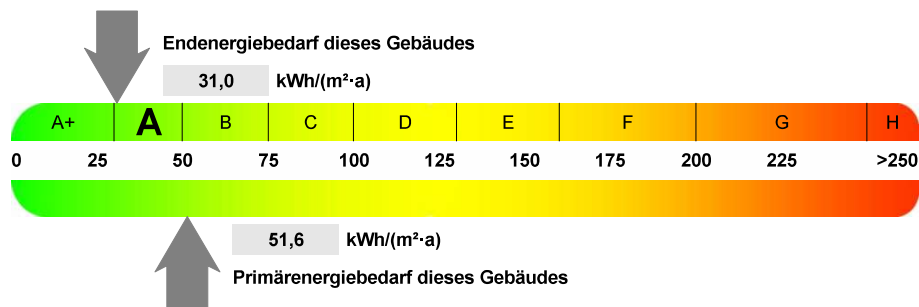 Endenergiebedarf dieses Gebäudes
31,0 kWh/(m²·a)
A+ A B C D E F G H
0 25 50 75 100 125 150 175 200 225 >250
51,6 kWh/(m²·a)
Primärenergiebedarf dieses Gebäudes